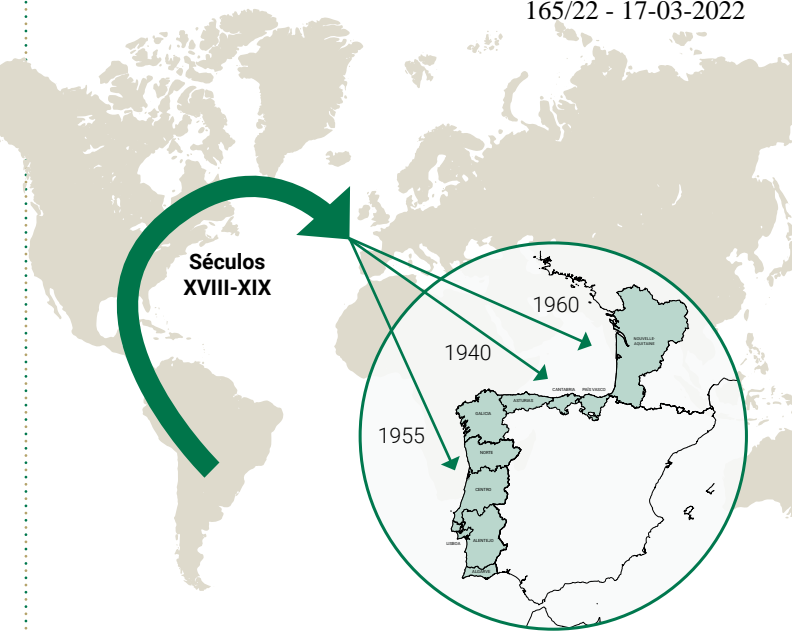 165/22 - 17-03-2022
Séculos
XVIII-XIX
1960
1940
1955
NOUVELLE-
AQUITAINE
CANTABRIA
PAÍS VASCO
ASTURIAS
GALICIA
NORTE
CENTRO
LISBOA
ALENTEJO
ALGARVE